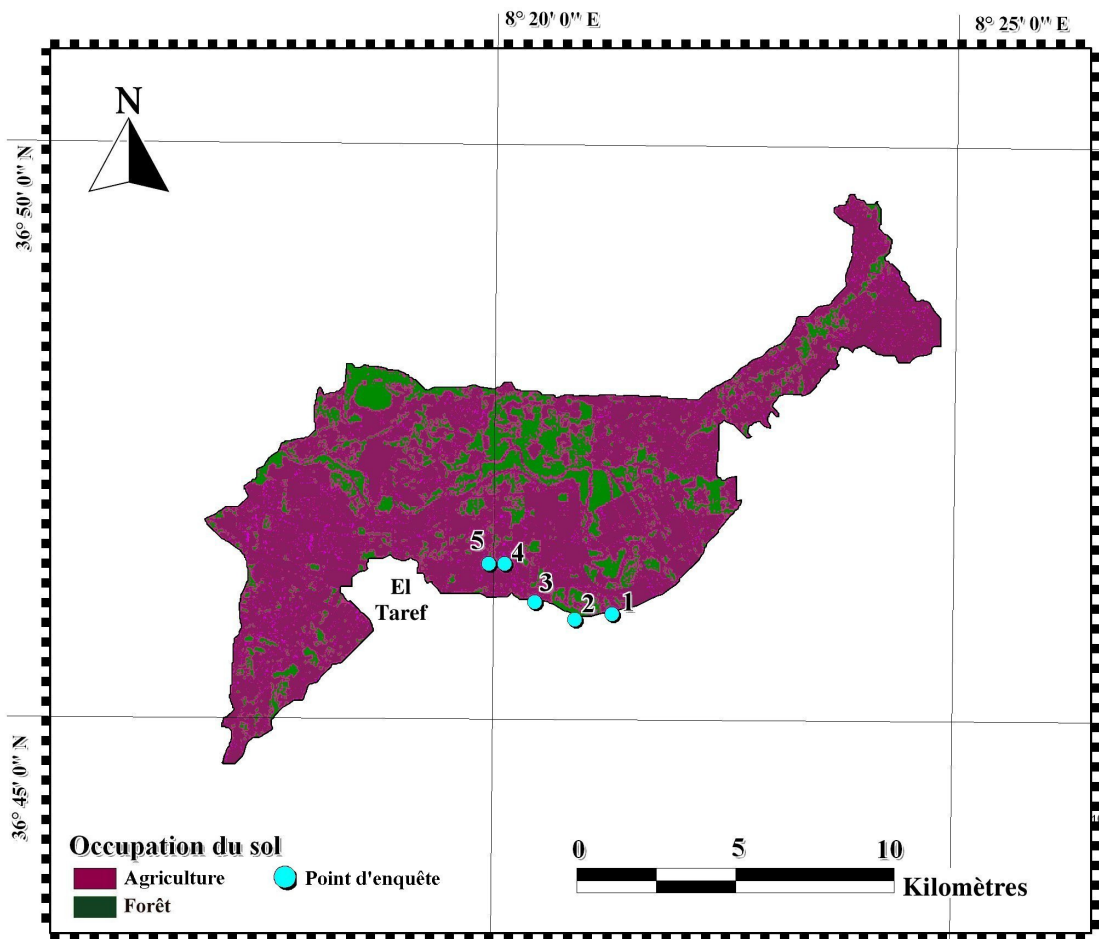 8° 20' 0'' E
8° 25' 0'' E
N
36° 50' 0'' N
5
4
3
2
1
El
Taref
36° 45' 0'' N
Occupation du sol
Agriculture
Forêt
Point d'enquête
0
5
10
Kilomètres